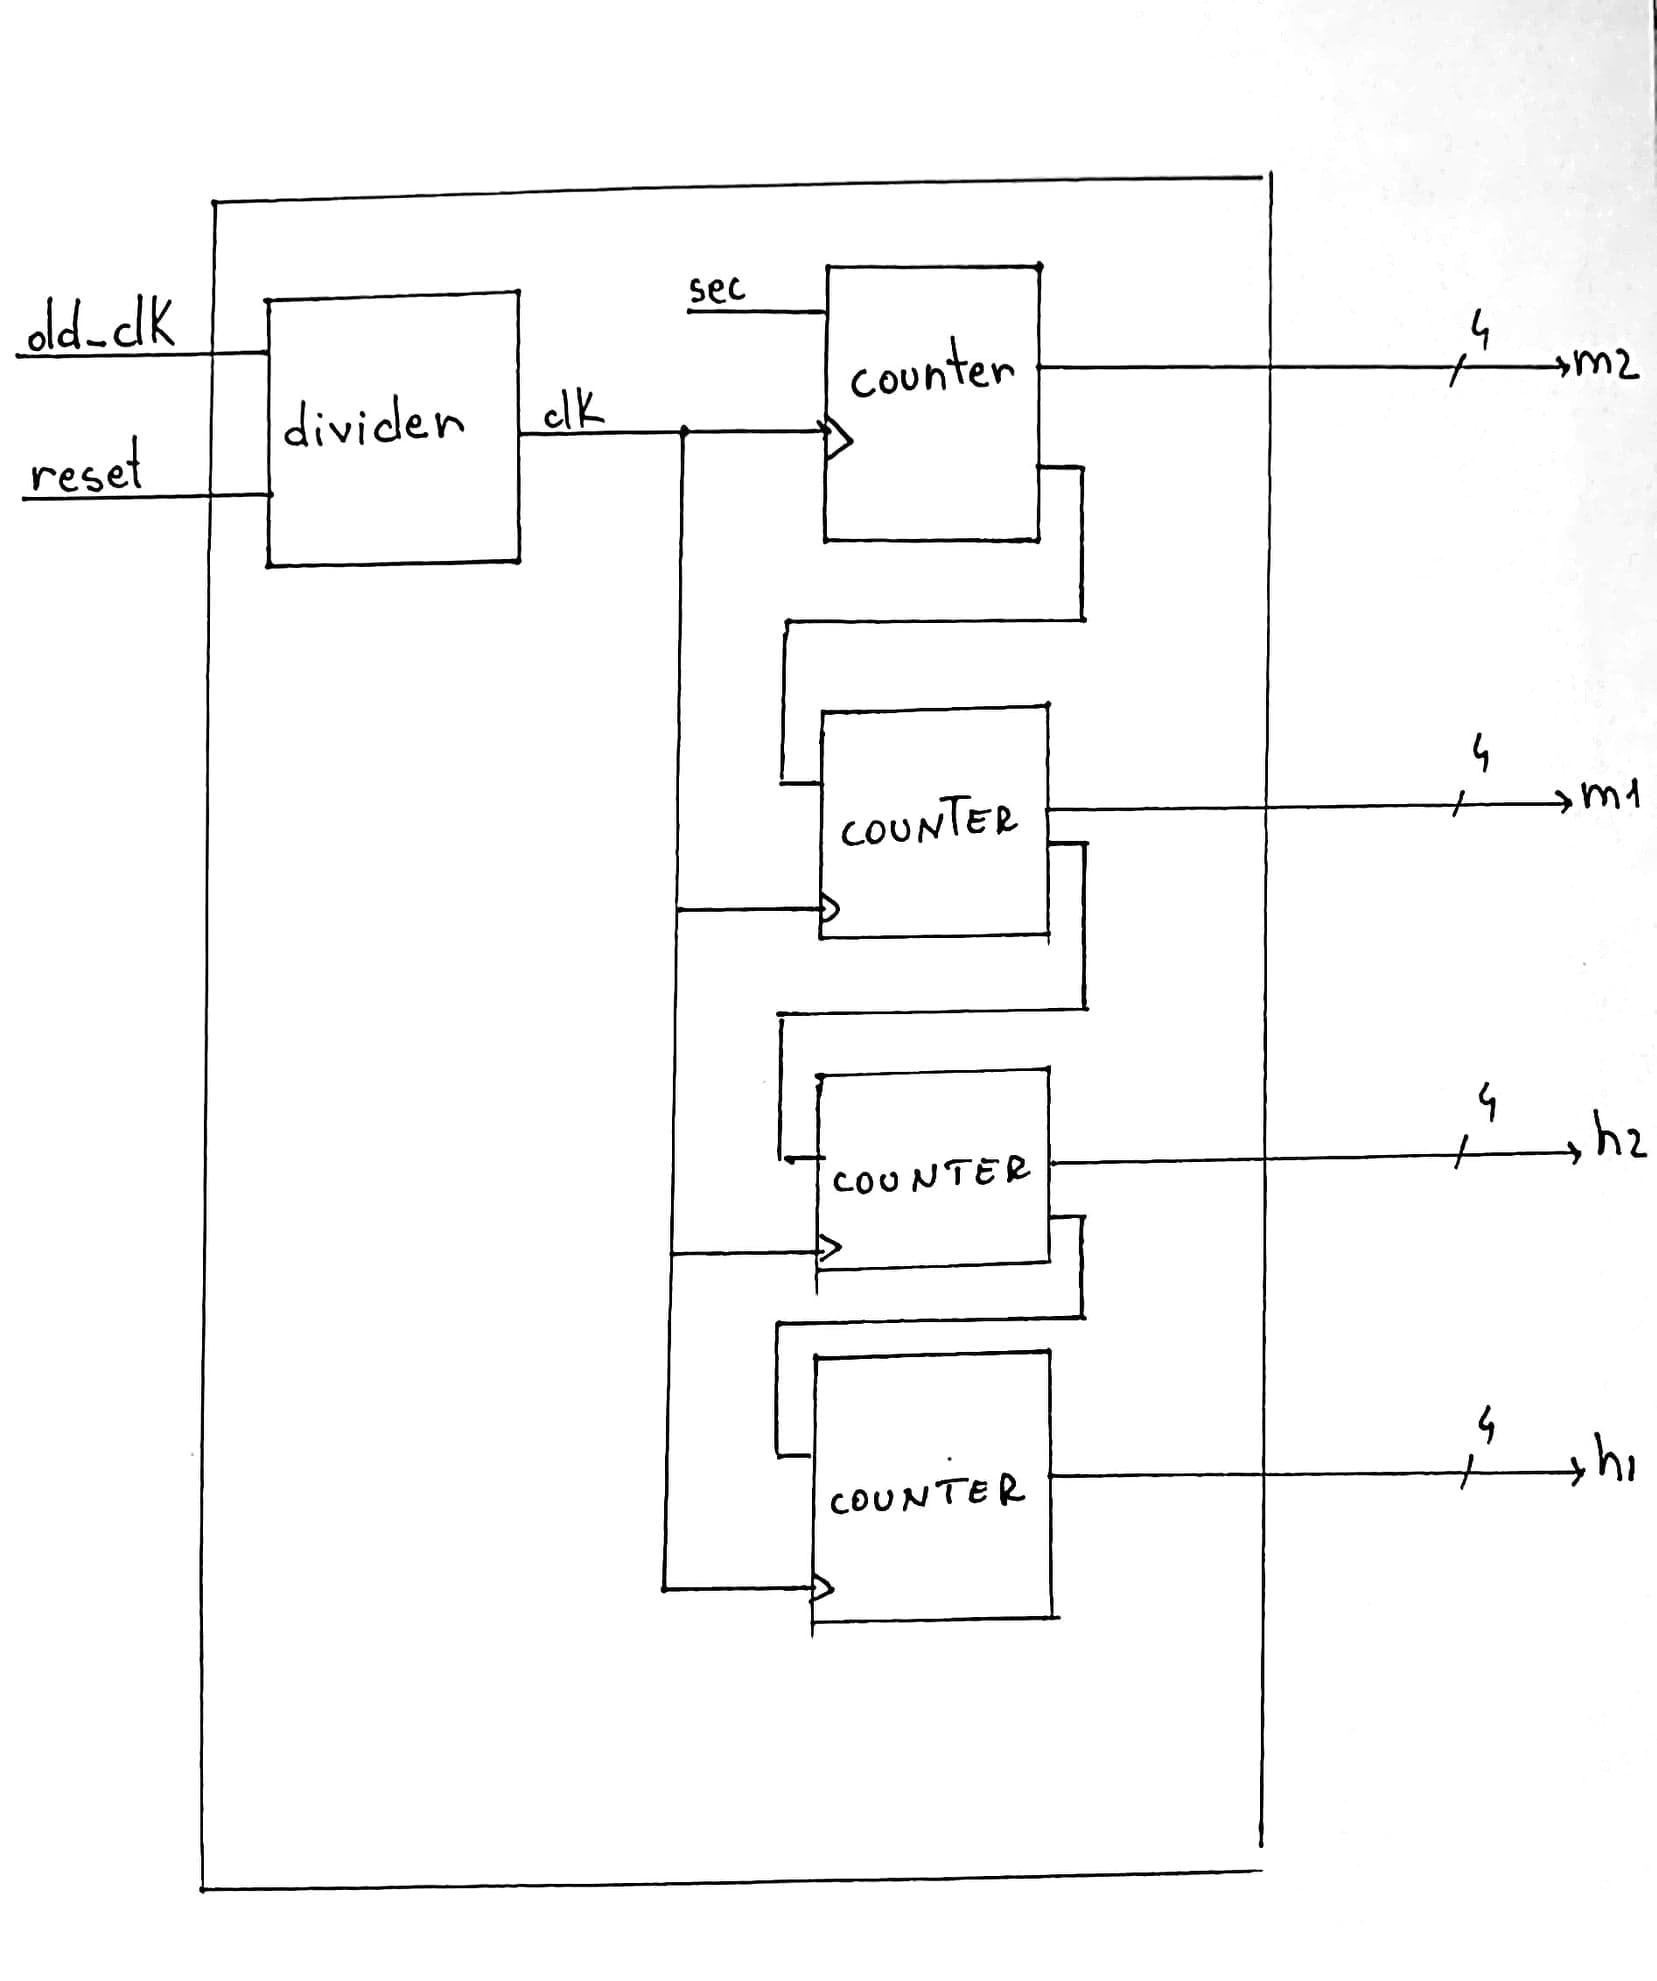 old_clk
reset
divider
clk
sec
counter
4
m2
COUNTER
4
m1
COUNTER
4
h2
COUNTER
4
h1